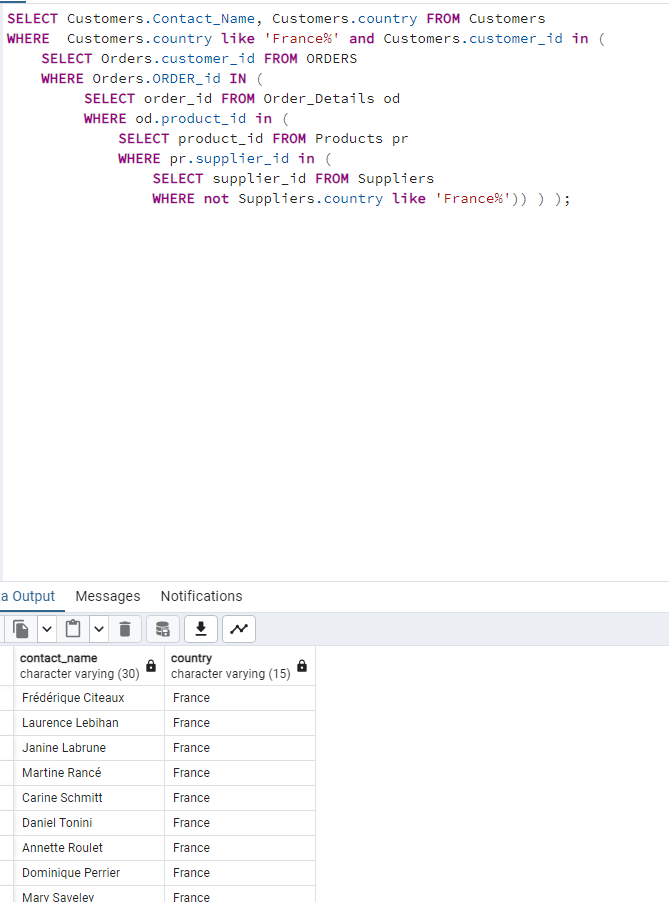 SELECT Customers.Contact_Name, Customers.country FROM Customers
WHERE  Customers.country like 'France%' and Customers.customer_id in (
SELECT Orders.customer_id FROM ORDERS
WHERE Orders.ORDER_id IN (
SELECT order_id FROM Order_Details od
WHERE od.product_id in (
SELECT product_id FROM Products pr
WHERE pr.supplier_id in (
SELECT supplier_id FROM Suppliers
WHERE not Suppliers.country like 'France%')) ) );
a Output Messages Notifications
contact_name country
character varying (30) character varying (15)
Frédérique Citeaux France
Laurence Lebihan France
Janine Labrune France
Martine Rancé France
Carine Schmitt France
Daniel Tonini France
Annette Roulet France
Dominique Perrier France
Mary Saveley France